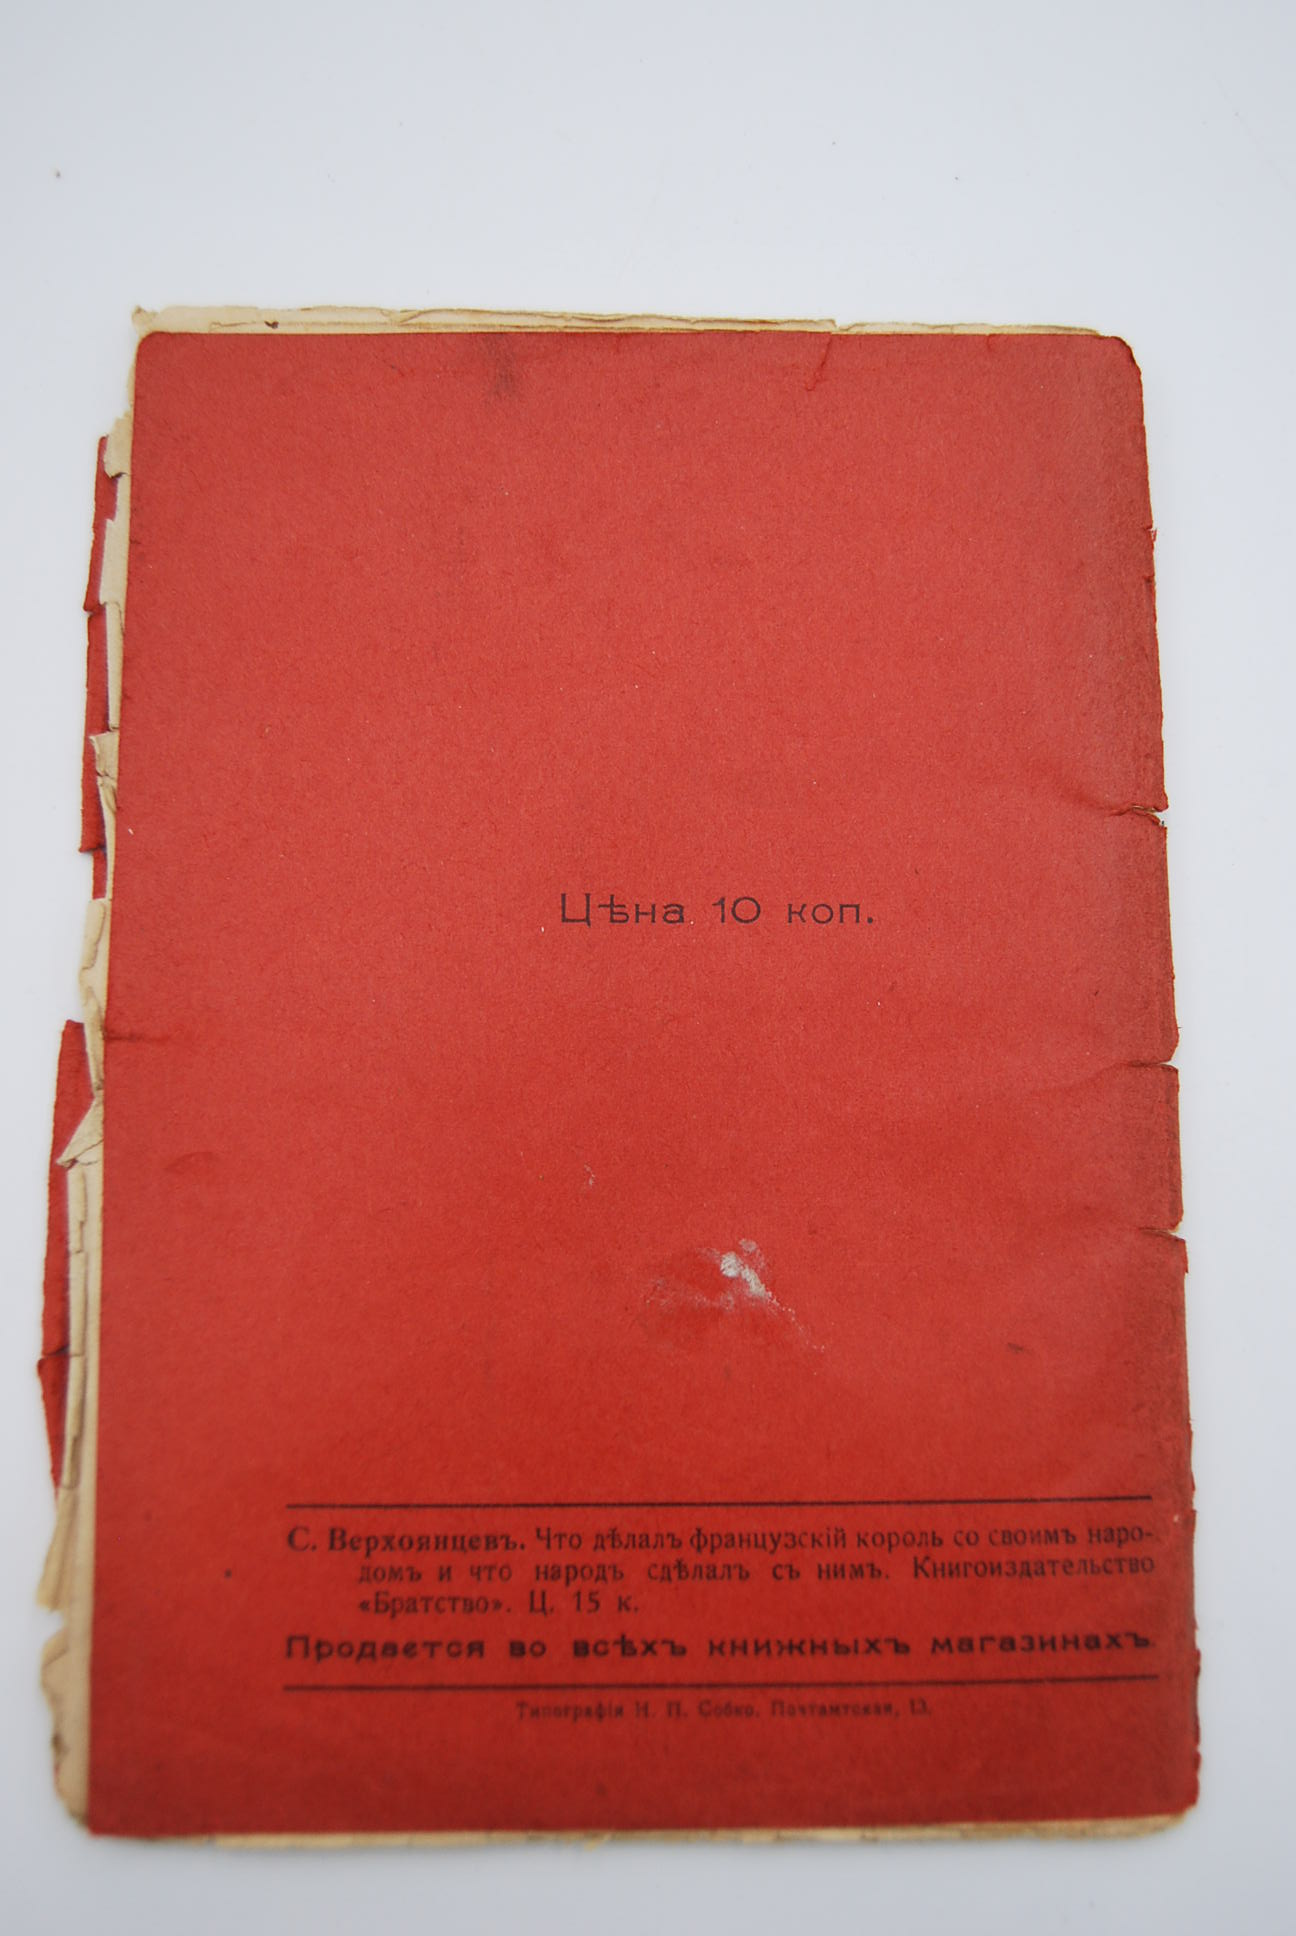 Цѣна 10 коп.
С. Верхоянцевъ. Что дѣлалъ французскій король со своимъ наро-
домъ и что народъ сдѣлалъ съ нимъ. Книгоиздательство
«Братство». Ц. 15 к.
Продается во всѣхъ книжныхъ магазинахъ.
Типографія Н. П. Собко. Почтамтская, 13.